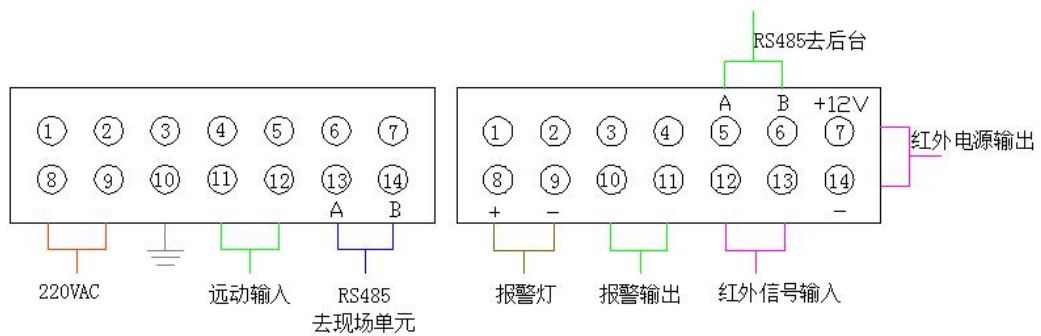 RS485去后台
A B +12V
① ② ③ ④ ⑤ ⑥ ⑦
① ② ③ ④ ⑤ ⑥ ⑦
红外电源输出
⑧ ⑨ ⑩ ⑪ ⑫ ⑬ ⑭
⑧ ⑨ ⑩ ⑪ ⑫ ⑬ ⑭
A B
+ - -
220VAC
远动输入
RS485
去现场单元
报警灯
报警输出
红外信号输入